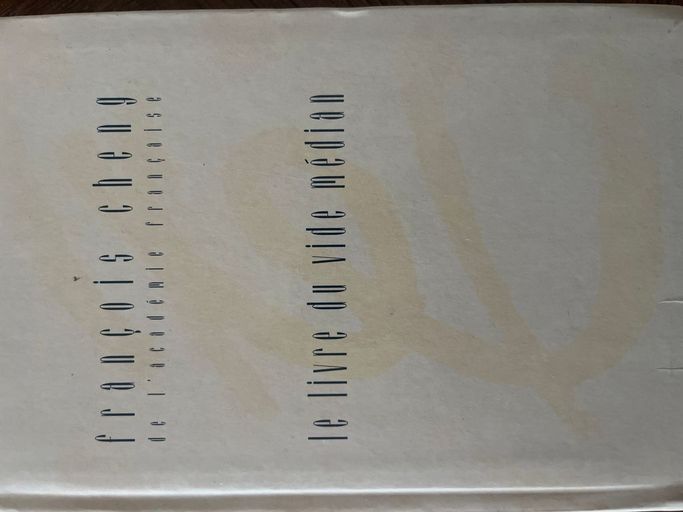 françois cheng
de l'académie française
le livre du vide médian